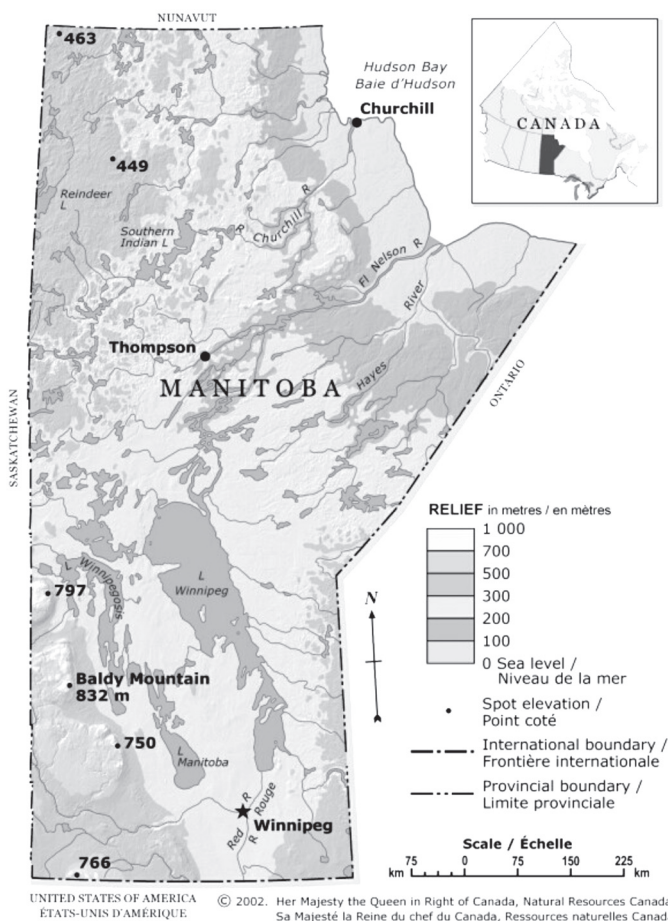 NUNAVUT
463
Hudson Bay
Baie d'Hudson
Churchill
CANADA
449
Reindeer
L
Southern
Indian L
R Churchill R
Fl Nelson R
River
Hayes
Thompson
MANITOBA
ONTARIO
SASKATCHEWAN
L Winnipegosis
797
L
Winnipeg
N
Baldy Mountain
832 m
750
L
Manitoba
Red R
R Rouge
Winnipeg
766
RELIEF in metres / en mètres
1 000
700
500
300
200
100
0 Sea level /
Niveau de la mer
Spot elevation /
Point coté
International boundary /
Frontière internationale
Provincial boundary /
Limite provinciale
Scale / Échelle
75 0 75 150 225
km km
UNITED STATES OF AMERICA
ÉTATS-UNIS D'AMÉRIQUE
© 2002. Her Majesty the Queen in Right of Canada, Natural Resources Canad
Sa Majesté la Reine du chef du Canada, Ressources naturelles Canad